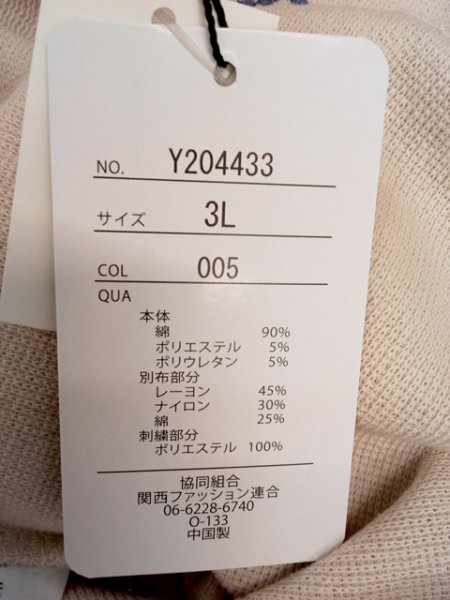 NO. Y204433
サイズ 3L
COL 005
QUA
本体
綿 90%
ポリエステル 5%
ポリウレタン 5%
別布部分
レーヨン 45%
ナイロン 30%
綿 25%
刺繍部分
ポリエステル 100%
協同組合
関西ファッション連合
06-6228-6740
O-133
中国製